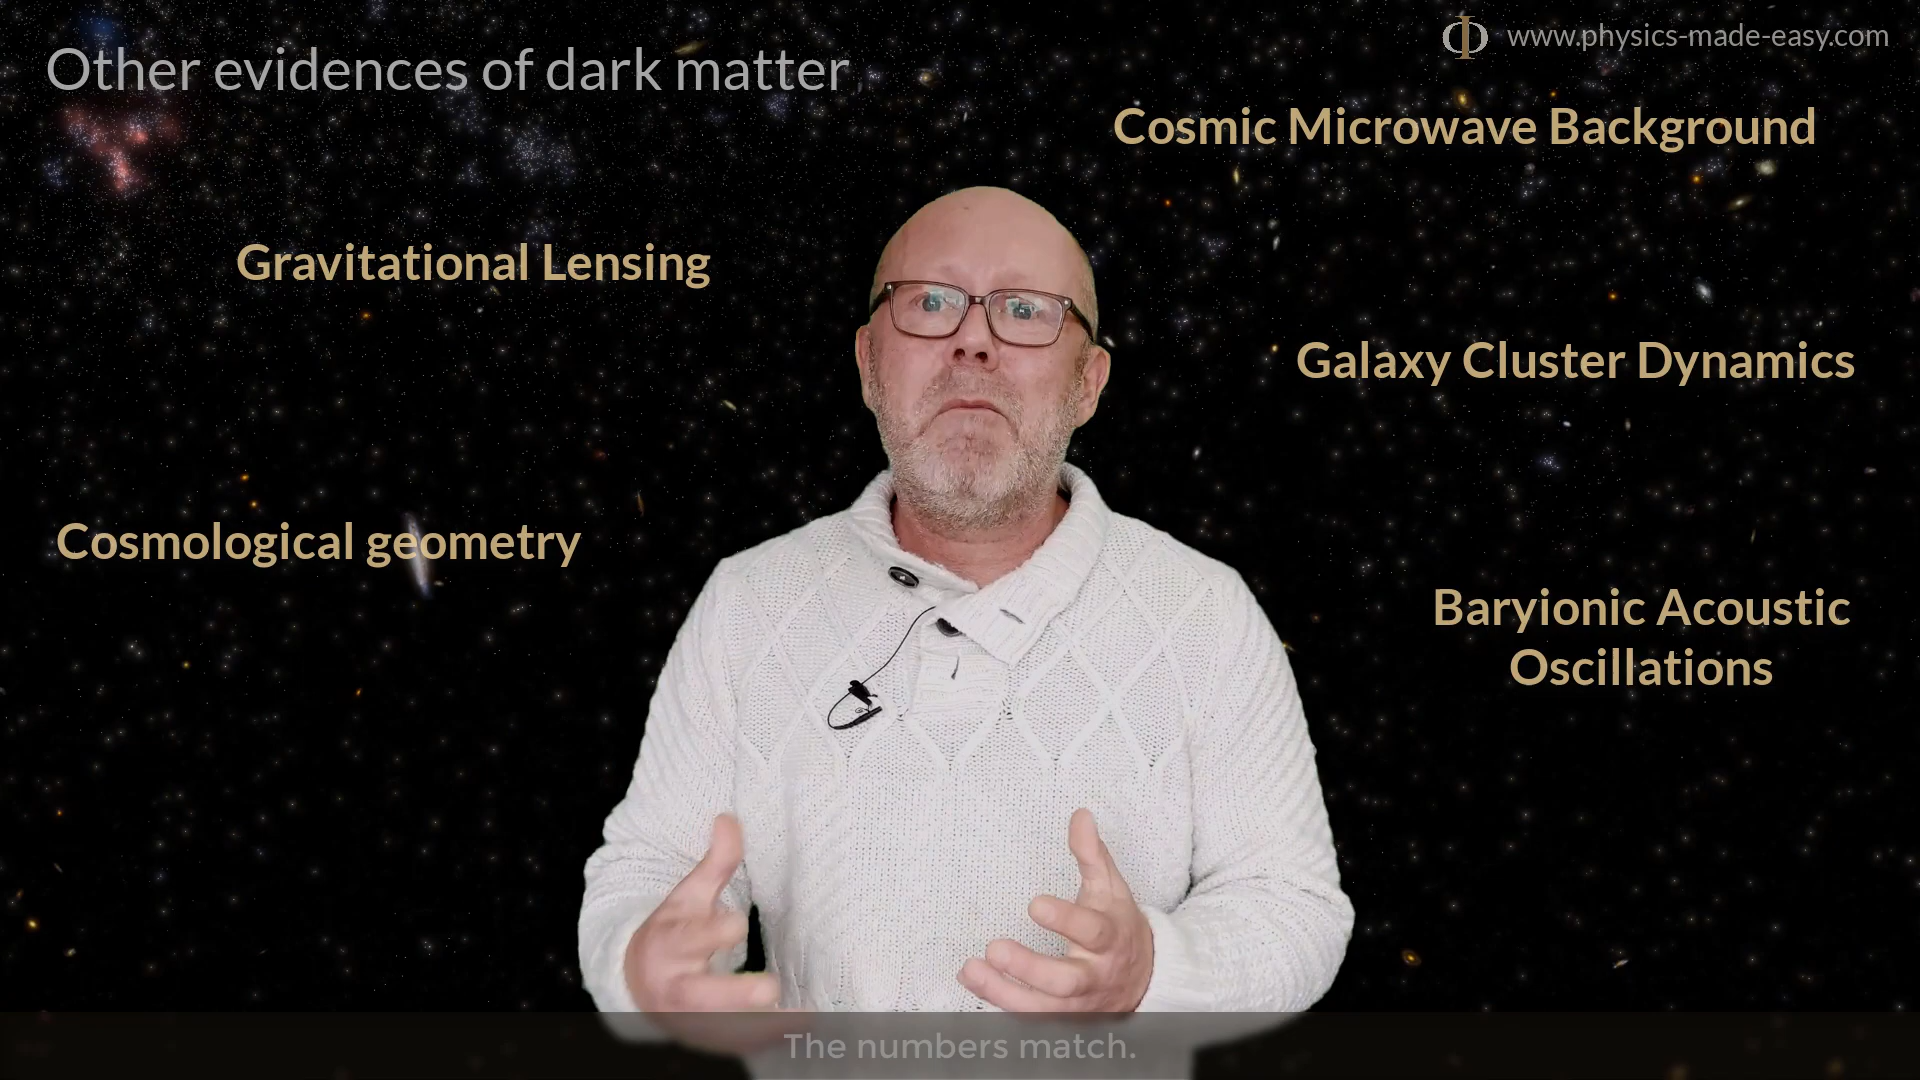 Other evidences of dark matter
www.physics-made-easy.com
Cosmic Microwave Background
Gravitational Lensing
Galaxy Cluster Dynamics
Cosmological geometry
Baryionic Acoustic
Oscillations
The numbers match.